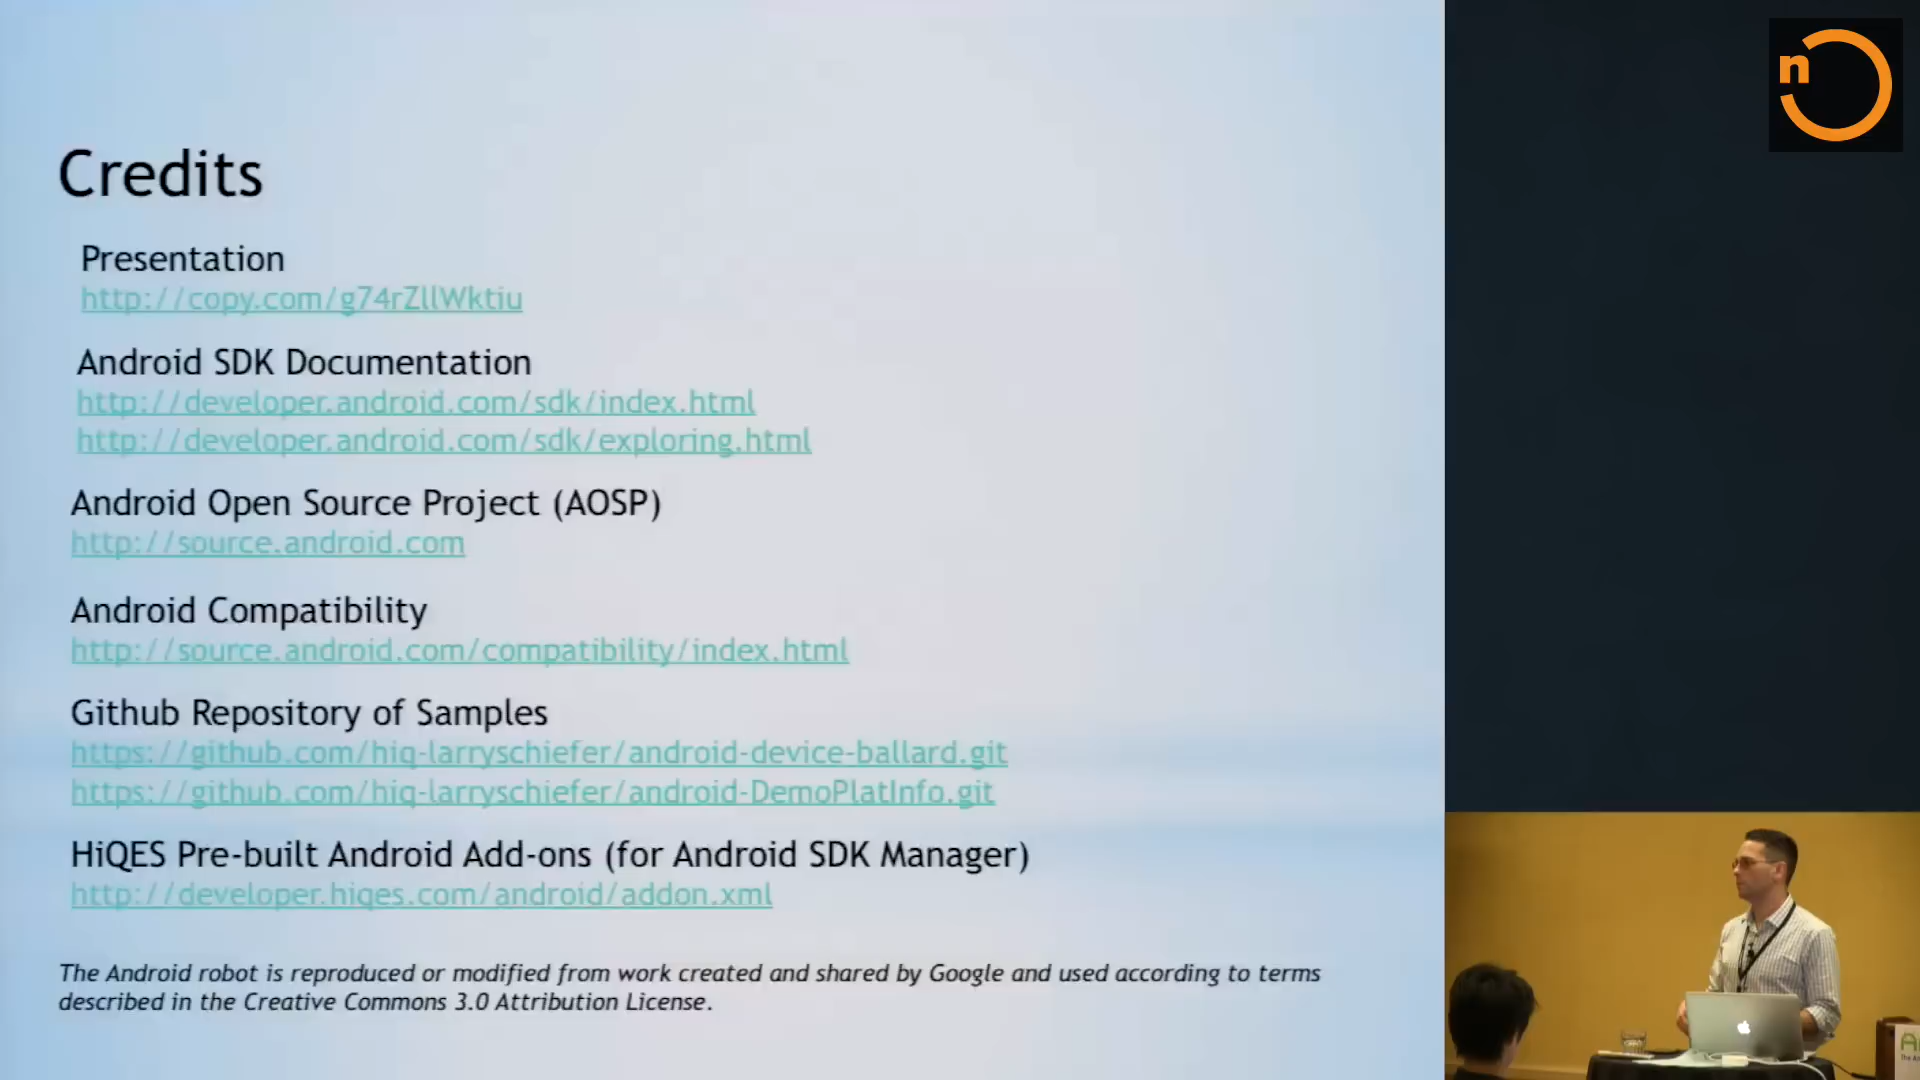 n
Credits
Presentation
http://copy.com/g74rZllWktiu
Android SDK Documentation
http://developer.android.com/sdk/index.html
http://developer.android.com/sdk/exploring.html
Android Open Source Project (AOSP)
http://source.android.com
Android Compatibility
http://source.android.com/compatibility/index.html
Github Repository of Samples
https://github.com/hiq-larryschiefer/android-device-ballard.git
https://github.com/hiq-larryschiefer/android-DemoPlatInfo.git
HiQES Pre-built Android Add-ons (for Android SDK Manager)
http://developer.hiqes.com/android/addon.xml
The Android robot is reproduced or modified from work created and shared by Google and used according to terms
described in the Creative Commons 3.0 Attribution License.